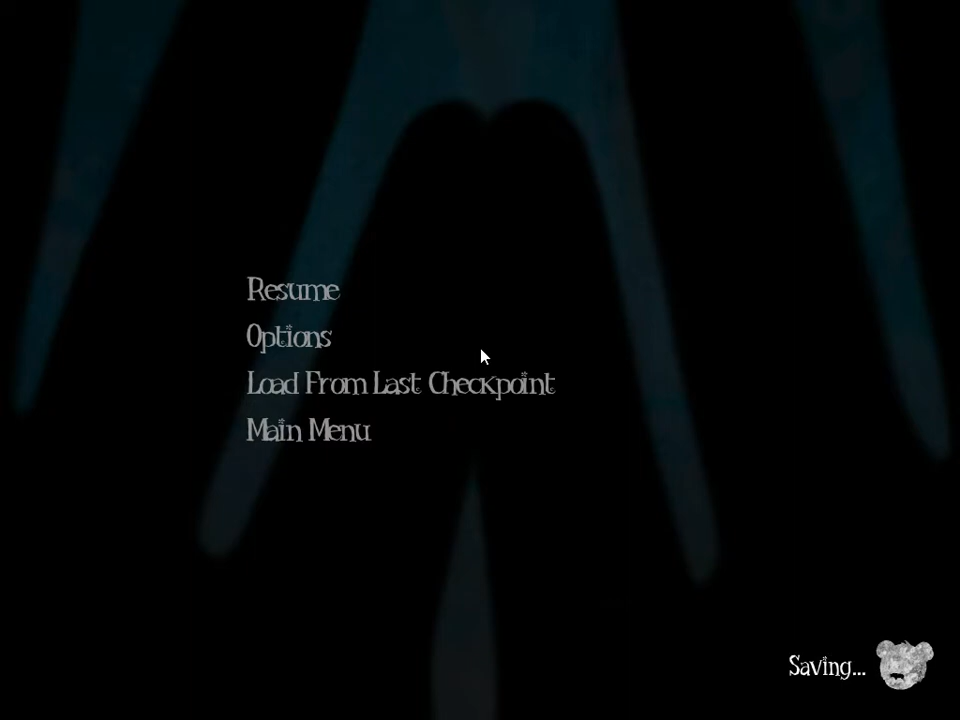 Resume
Options
Load From Last Checkpoint
Main Menu
Saving...